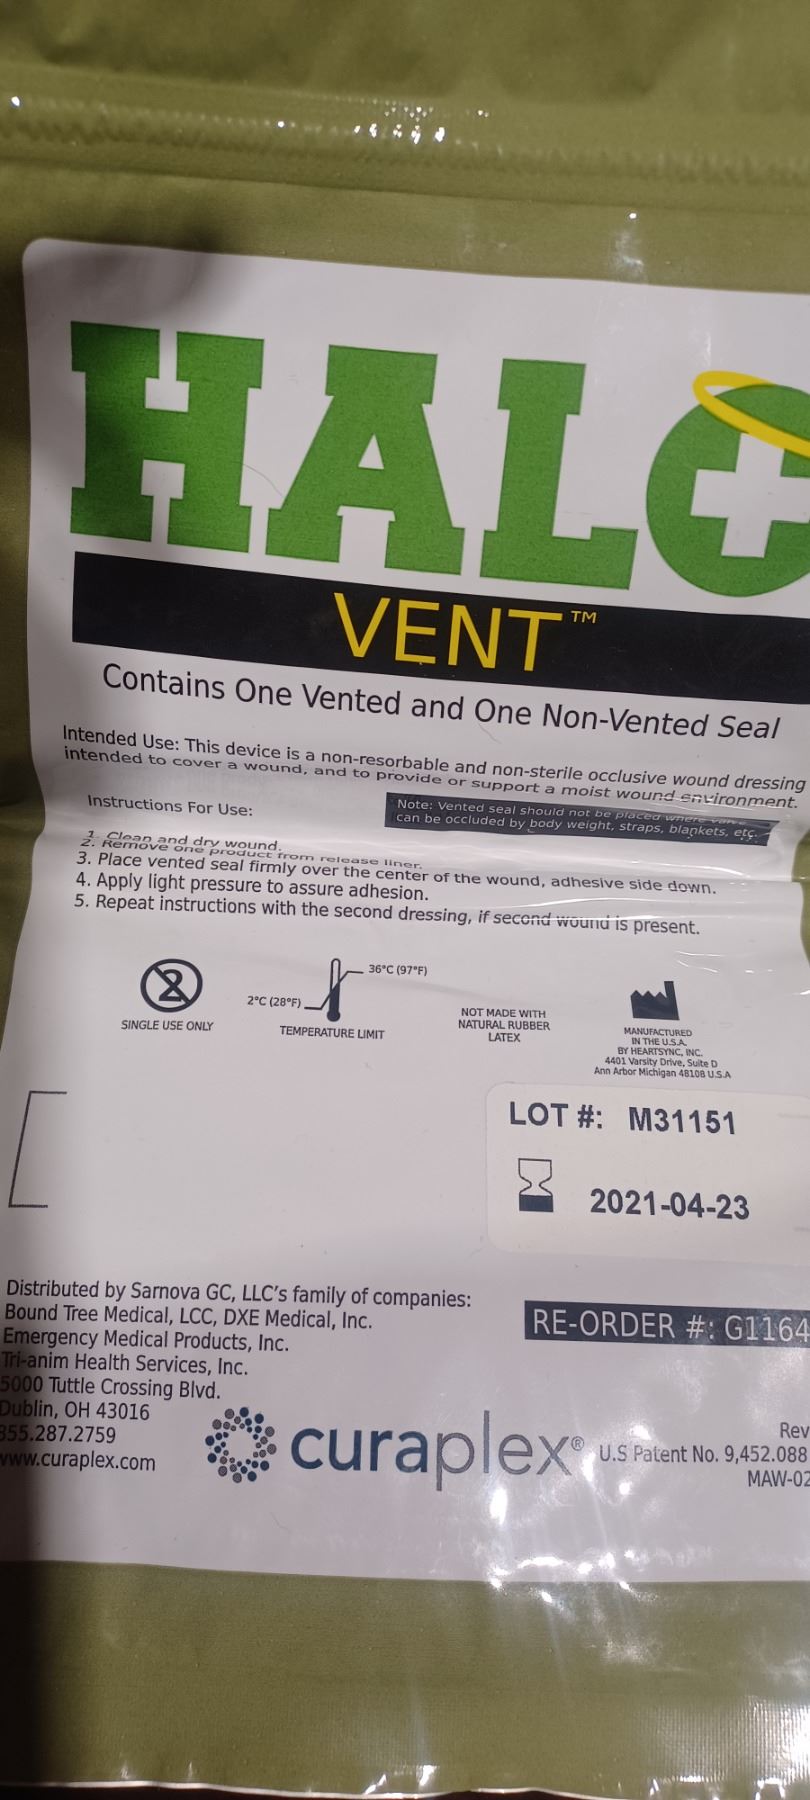 HALO
VENT™
Contains One Vented and One Non-Vented Seal
Intended Use: This device is a non-resorbable and non-sterile occlusive wound dressing
intended to cover a wound, and to provide or support a moist wound environment.
Instructions For Use:
Note: Vented seal should not be placed where valve
can be occluded by body weight, straps, blankets, etc.
1. Clean and dry wound.
2. Remove one product from release liner.
3. Place vented seal firmly over the center of the wound, adhesive side down.
4. Apply light pressure to assure adhesion.
5. Repeat instructions with the second dressing, if second wound is present.
2
SINGLE USE ONLY
36°C (97°F)
2°C (28°F)
TEMPERATURE LIMIT
NOT MADE WITH
NATURAL RUBBER
LATEX
MANUFACTURED
IN THE U.S.A.
BY HEARTSYNC, INC.
4401 Varsity Drive, Suite D
Ann Arbor Michigan 48108 U.S.A
LOT #: M31151
2021-04-23
Distributed by Sarnova GC, LLC's family of companies:
Bound Tree Medical, LCC, DXE Medical, Inc.
Emergency Medical Products, Inc.
Tri-anim Health Services, Inc.
5000 Tuttle Crossing Blvd.
Dublin, OH 43016
855.287.2759
www.curaplex.com
RE-ORDER #: G1164
curaplex®
Rev
U.S Patent No. 9,452.088
MAW-02